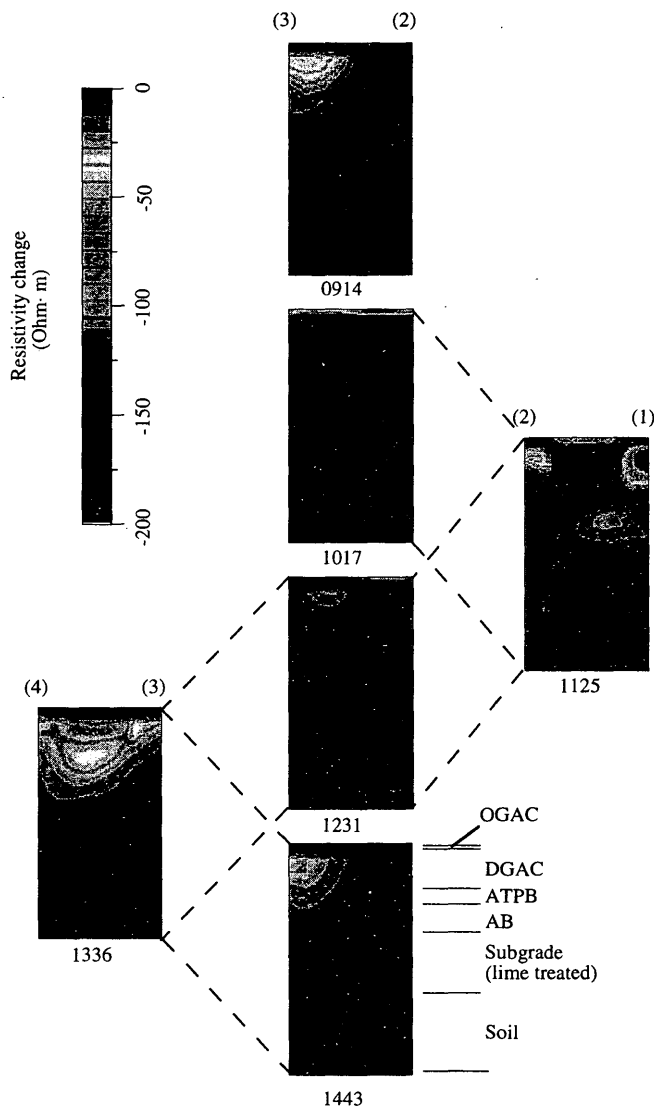 (3) (2)
0
-50
-100
-150
-200
Resistivity change
(Ohm· m)
0914
1017
(2) (1)
1125
1231
(4) (3)
1336
1443
OGAC
DGAC
ATPB
AB
Subgrade
(lime treated)
Soil